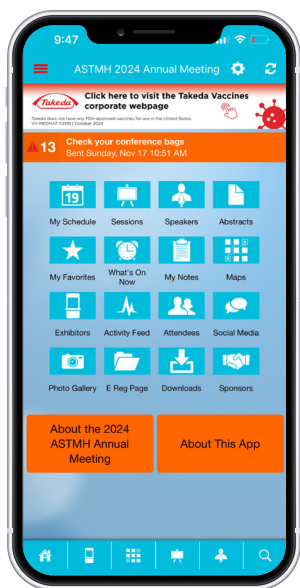 9:47
ASTMH 2024 Annual Meeting
Takeda
Click here to visit the Takeda Vaccines
corporate webpage
Takeda does not have any FDA-approved vaccines for use in the United States.
VV-MEDMAT-113156 | October 2024
13
Check your conference
bags
Sent Sunday, Nov 17 10:51 AM
19
My Schedule
Sessions
Speakers
Abstracts
My Favorites
What's On
Now
My Notes
Maps
Exhibitors
Activity Feed
Attendees
Social Media
Photo Gallery
E Reg Page
Downloads
Sponsors
About the 2024
ASTMH Annual
Meeting
About This App